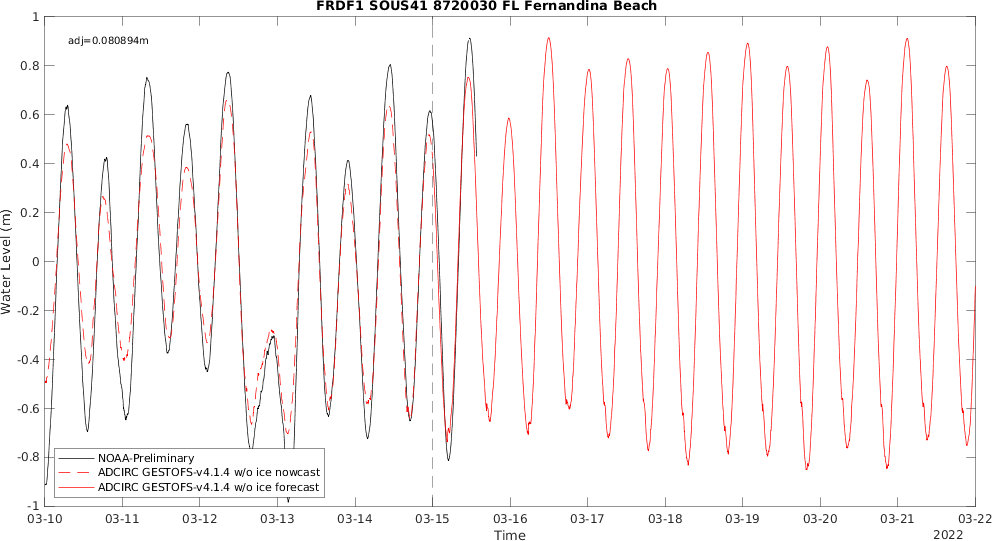 FRDF1 SOUS41 8720030 FL Fernandina Beach
adj=0.080894m
1
0.8
0.6
0.4
0.2
0
-0.2
-0.4
-0.6
-0.8
-1
Water Level (m)
NOAA-Preliminary
ADCIRC GESTOFS-v4.1.4 w/o ice nowcast
ADCIRC GESTOFS-v4.1.4 w/o ice forecast
03-10 03-11 03-12 03-13 03-14 03-15 03-16 03-17 03-18 03-19 03-20 03-21 03-22
Time
2022